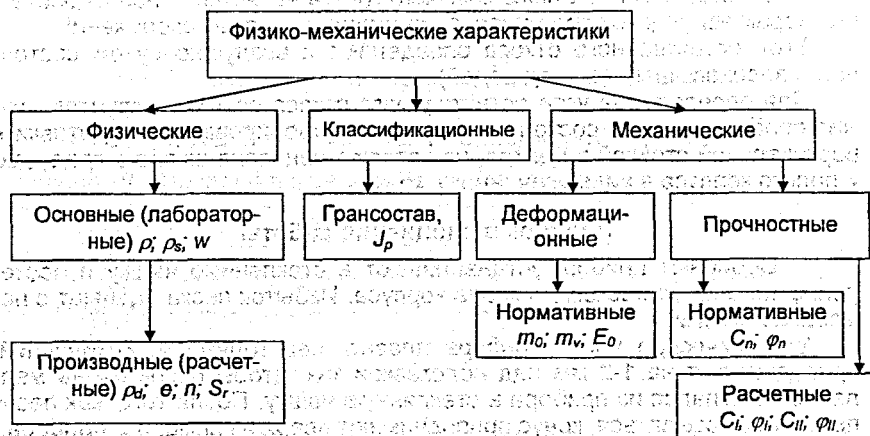 Физико-механические характеристики
Физические
Классификационные
Механические
Основные (лаборатор-
ные) ρ; ρs; w
Грансостав,
Jp
Деформаци-
онные
Прочностные
Нормативные
m0; mv; E0
Нормативные
Cn; φn
Производные (расчет-
ные) ρd; e; n; Sr...
Расчетные
CI; φI; CII; φII